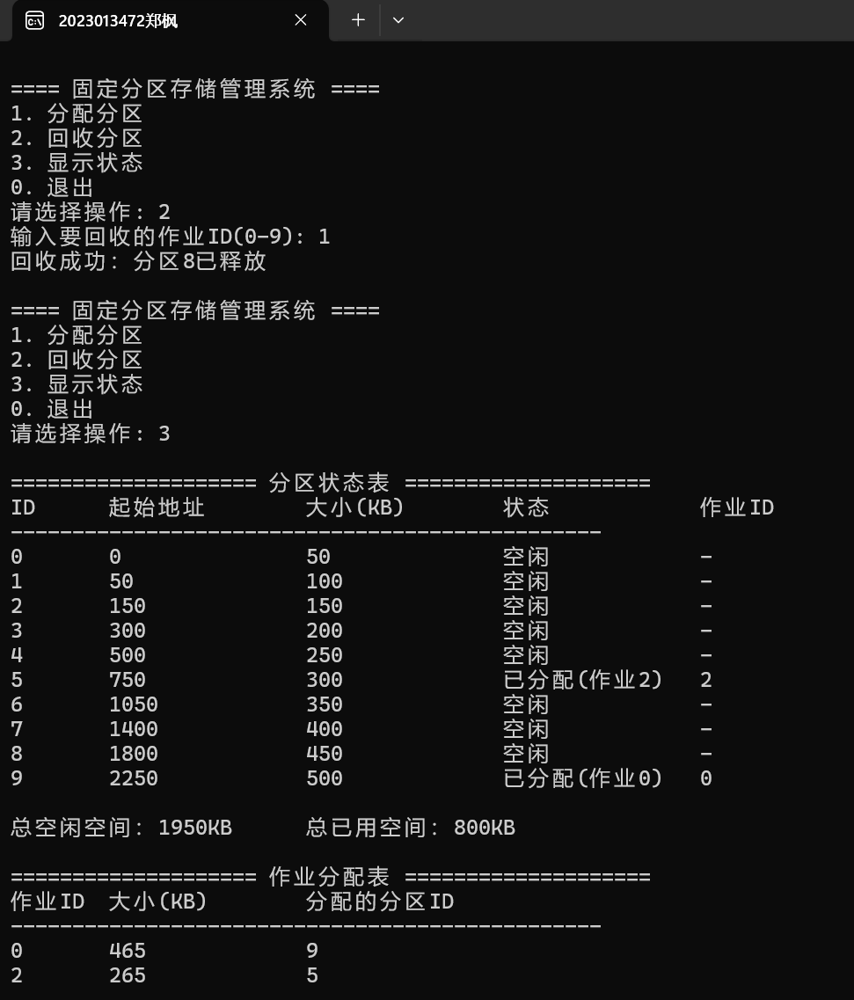 2023013472郑枫
==== 固定分区存储管理系统 ====
1. 分配分区
2. 回收分区
3. 显示状态
0. 退出
请选择操作: 2
输入要回收的作业ID(0-9): 1
回收成功: 分区8已释放
==== 固定分区存储管理系统 ====
1. 分配分区
2. 回收分区
3. 显示状态
0. 退出
请选择操作: 3
==================== 分区状态表 ====================
ID 起始地址 大小(KB) 状态 作业ID
------------------------------------------------
0 0 50 空闲 -
1 50 100 空闲 -
2 150 150 空闲 -
3 300 200 空闲 -
4 500 250 空闲 -
5 750 300 已分配(作业2) 2
6 1050 350 空闲 -
7 1400 400 空闲 -
8 1800 450 空闲 -
9 2250 500 已分配(作业0) 0
总空闲空间: 1950KB 总已用空间: 800KB
==================== 作业分配表 ====================
作业ID 大小(KB) 分配的分区ID
------------------------------------------------
0 465 9
2 265 5